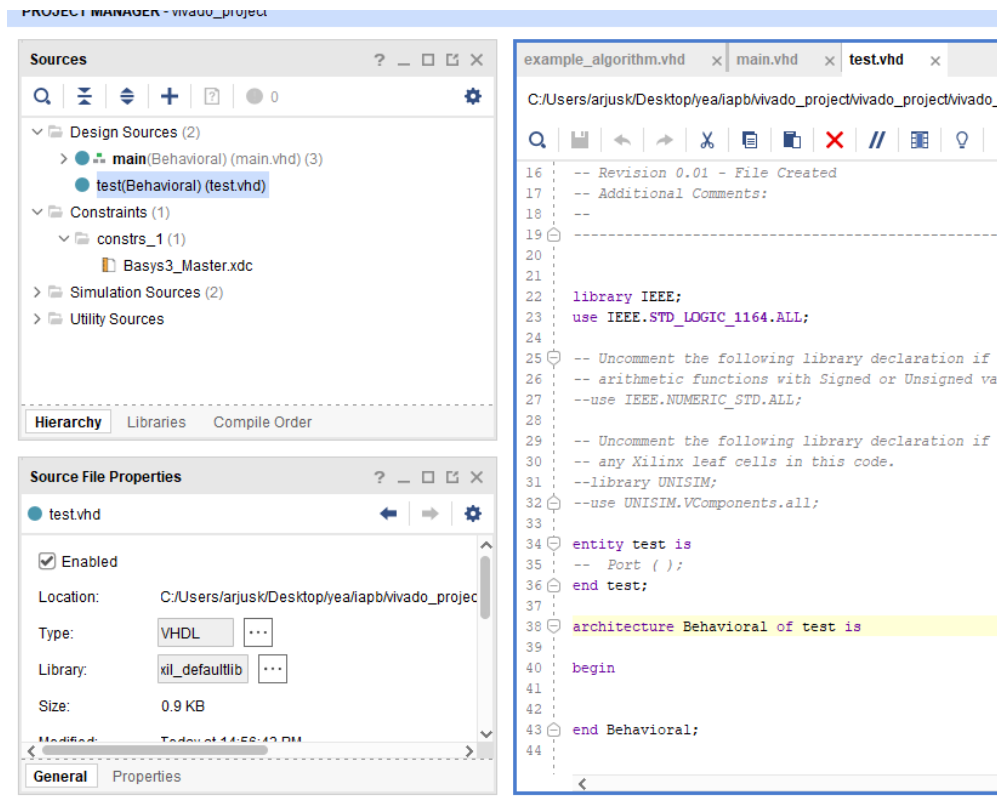 PROJECT MANAGER - vivado_project
Sources
? _ X
0
Design Sources (2)
main(Behavioral) (main.vhd) (3)
test(Behavioral) (test.vhd)
Constraints (1)
constrs_1 (1)
Basys3_Master.xdc
Simulation Sources (2)
Utility Sources
Hierarchy Libraries Compile Order
Source File Properties
? _ X
test.vhd
Enabled
Location: C:/Users/arjusk/Desktop/yea/iapb/vivado_projec
Type: VHDL ...
Library: xil_defaultlib ...
Size: 0.9 KB
Modified: Today at 14:56:42 PM
General Properties
example_algorithm.vhd × main.vhd × test.vhd ×
C:/Users/arjusk/Desktop/yea/iapb/vivado_project/vivado_project/vivado_
16 -- Revision 0.01 - File Created
17 -- Additional Comments:
18 --
19 --------------------------------------------------
20
21
22 library IEEE;
23 use IEEE.STD_LOGIC_1164.ALL;
24
25 -- Uncomment the following library declaration if
26 -- arithmetic functions with Signed or Unsigned va
27 --use IEEE.NUMERIC_STD.ALL;
28
29 -- Uncomment the following library declaration if
30 -- any Xilinx leaf cells in this code.
31 --library UNISIM;
32 --use UNISIM.VComponents.all;
33
34 entity test is
35 -- Port ( );
36 end test;
37
38 architecture Behavioral of test is
39
40 begin
41
42
43 end Behavioral;
44